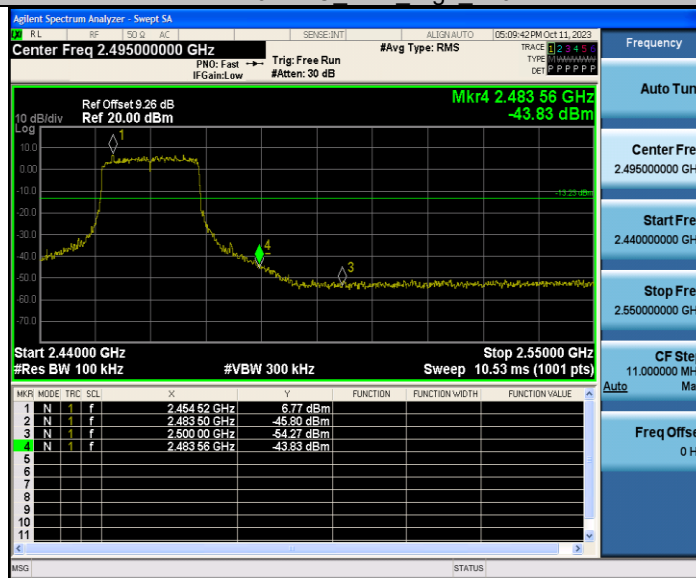 Agilent Spectrum Analyzer - Swept SA
RL RF 50 Ω AC SENSE:INT ALIGN AUTO 05:09:42 PM Oct 11, 2023
Center Freq 2.495000000 GHz #Avg Type: RMS TRACE 1 2 3 4 5 6
PNO: Fast Trig: Free Run TYPE
IFGain:Low #Atten: 30 dB DET P P P P P P
Frequency
Mkr4 2.483 56 GHz
-43.83 dBm
Ref Offset 9.26 dB
10 dB/div Ref 20.00 dBm
Log
10.0
0.00
-10.0
-20.0
-30.0
-40.0
-50.0
-60.0
-70.0
1
4
3
-13.23 dBm
Start 2.44000 GHz Stop 2.55000 GHz
#Res BW 100 kHz #VBW 300 kHz Sweep 10.53 ms (1001 pts)
MKR MODE TRC SCL X Y FUNCTION FUNCTION WIDTH FUNCTION VALUE
1 N 1 f 2.454 52 GHz 6.77 dBm
2 N 1 f 2.483 50 GHz -45.80 dBm
3 N 1 f 2.500 00 GHz -54.27 dBm
4 N 1 f 2.483 56 GHz -43.83 dBm
5
6
7
8
9
10
11
MSG STATUS
Auto Tun
Center Fre
2.495000000 GH
Start Fre
2.440000000 GH
Stop Fre
2.550000000 GH
CF Step
11.000000 MH
Auto Ma
Freq Offse
0 H